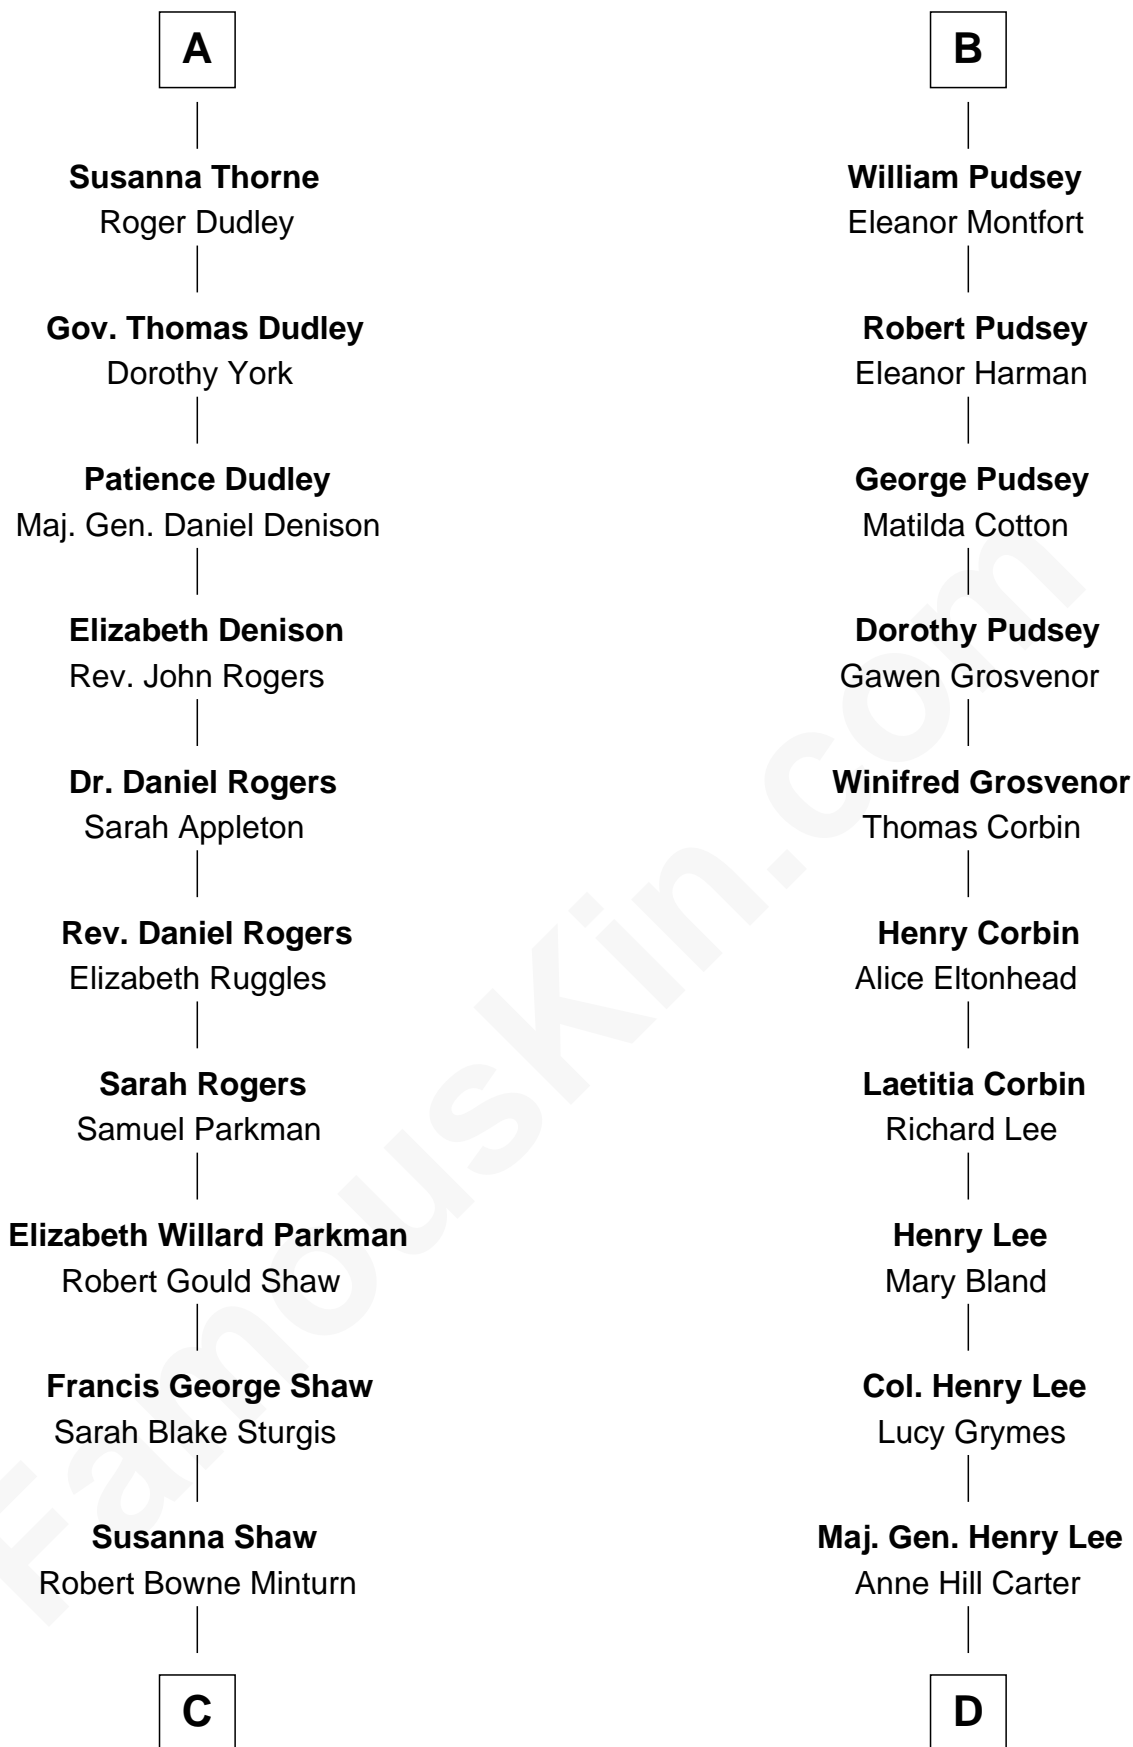 A
Susanna Thorne
Roger Dudley
Gov. Thomas Dudley
Dorothy York
Patience Dudley
Maj. Gen. Daniel Denison
Elizabeth Denison
Rev. John Rogers
Dr. Daniel Rogers
Sarah Appleton
Rev. Daniel Rogers
Elizabeth Ruggles
Sarah Rogers
Samuel Parkman
Elizabeth Willard Parkman
Robert Gould Shaw
Francis George Shaw
Sarah Blake Sturgis
Susanna Shaw
Robert Bowne Minturn
C
B
William Pudsey
Eleanor Montfort
Robert Pudsey
Eleanor Harman
George Pudsey
Matilda Cotton
Dorothy Pudsey
Gawen Grosvenor
Winifred Grosvenor
Thomas Corbin
Henry Corbin
Alice Eltonhead
Laetitia Corbin
Richard Lee
Henry Lee
Mary Bland
Col. Henry Lee
Lucy Grymes
Maj. Gen. Henry Lee
Anne Hill Carter
D
FamousKin.com